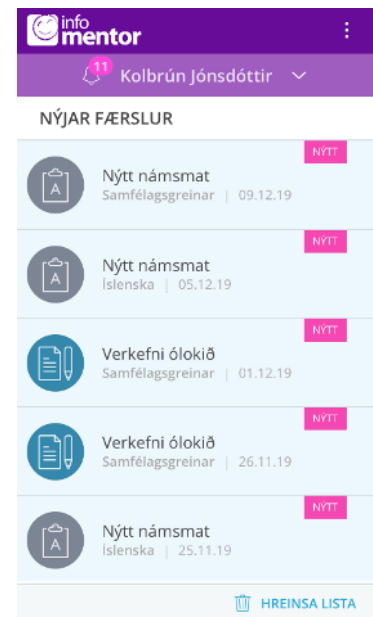 info
mentor
11
Kolbrún Jónsdóttir
NÝJAR FÆRSLUR
NÝTT
A
Nýtt námsmat
Samfélagsgreinar | 09.12.19
NÝTT
A
Nýtt námsmat
Íslenska | 05.12.19
NÝTT
Verkefni ólokið
Samfélagsgreinar | 01.12.19
NÝTT
Verkefni ólokið
Samfélagsgreinar | 26.11.19
NÝTT
A
Nýtt námsmat
Íslenska | 25.11.19
HREINSA LISTA